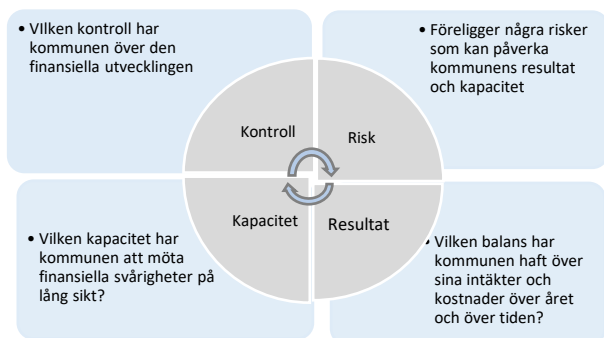 • VIlken kontroll har
kommunen över den
finansiella utvecklingen
• Föreligger några risker
som kan påverka
kommunens resultat
och kapacitet
Kontroll
Risk
Kapacitet
Resultat
• Vilken kapacitet har
kommunen att möta
finansiella svårigheter på
lång sikt?
• Vilken balans har
kommunen haft över
sina intäkter och
kostnader över året
och över tiden?